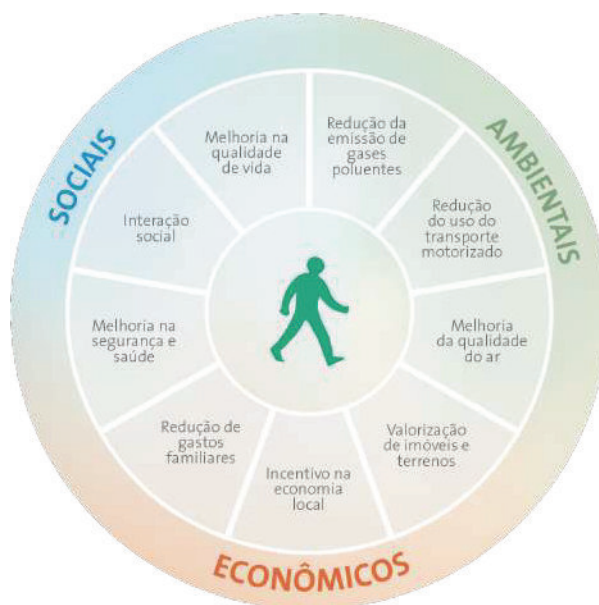 SOCIAIS
AMBIENTAIS
ECONÔMICOS
Melhoria na
qualidade
de vida
Redução da
emissão de
gases
poluentes
Redução
do uso do
transporte
motorizado
Melhoria
da qualidade
do ar
Valorização
de imóveis e
terrenos
Incentivo na
economia
local
Redução de
gastos
familiares
Melhoria na
segurança e
saúde
Interação
social